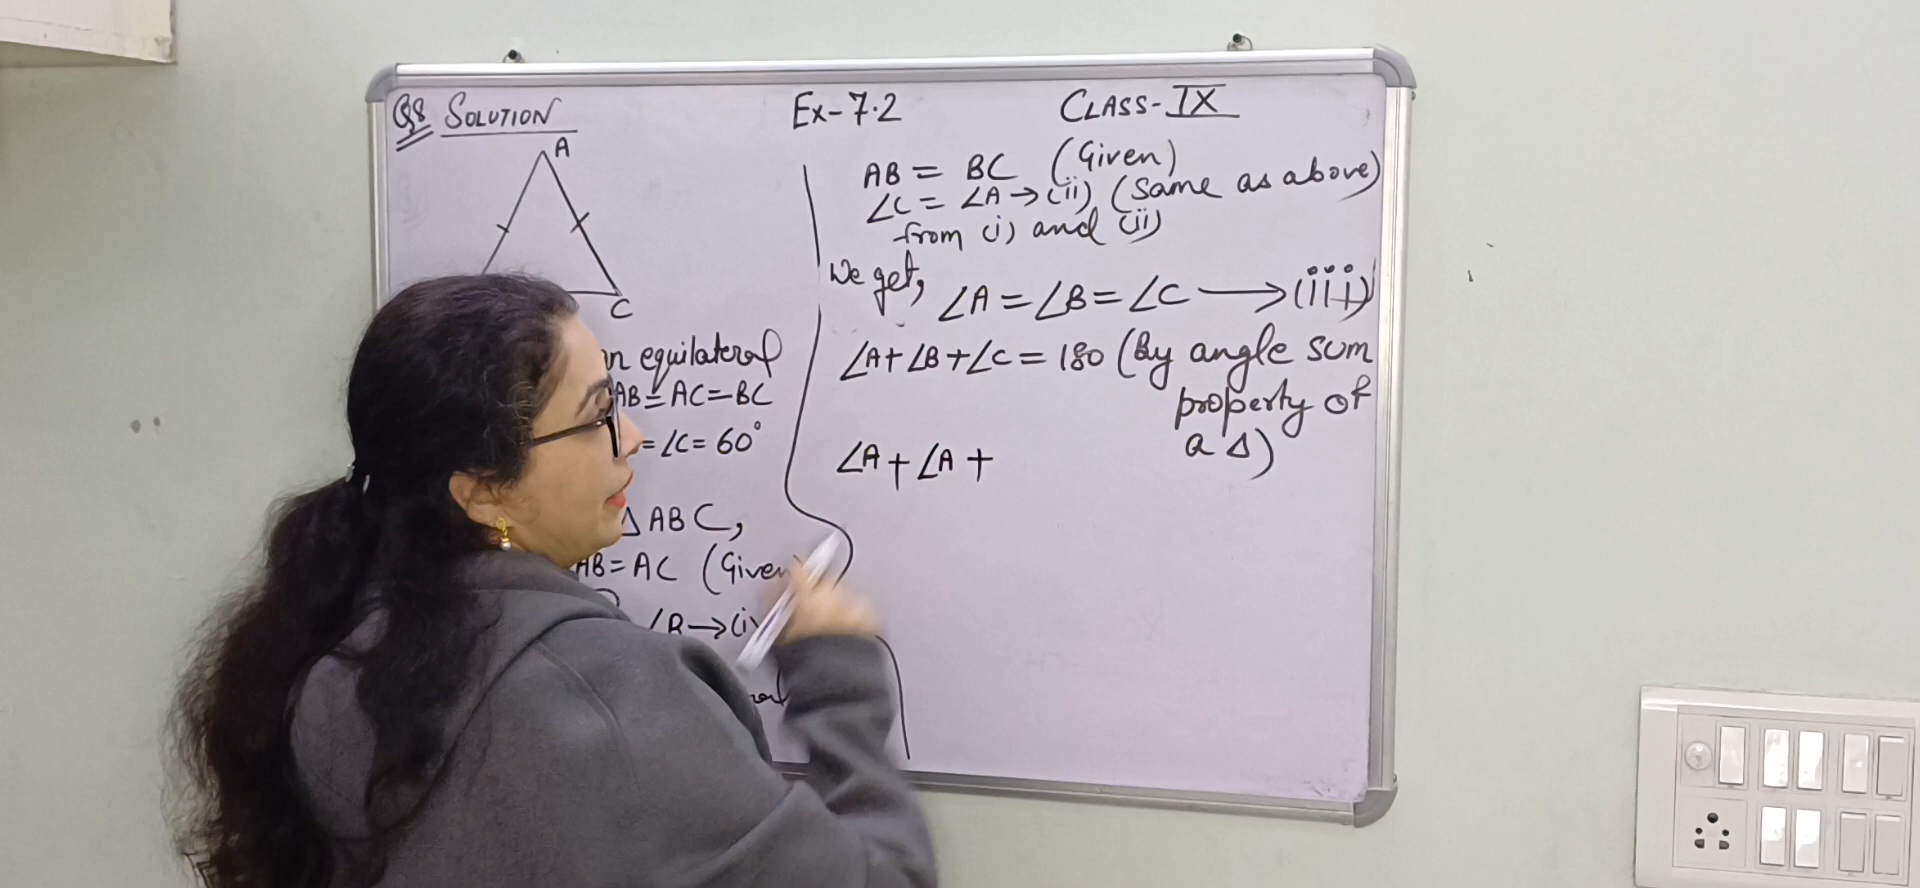 Q8 SOLUTION
Ex-7.2
CLASS-IX
A
C
equilateral
AB=AC=BC
=∠C=60°
△ABC,
AB=AC (Given)
∠B→(i)
AB = BC (Given)
∠C = ∠A→(ii) (Same as above)
from (i) and (ii)
We get,
∠A=∠B=∠C→(iii)
∠A+∠B+∠C=180 (By angle sum
property of
a △)
∠A+∠A+